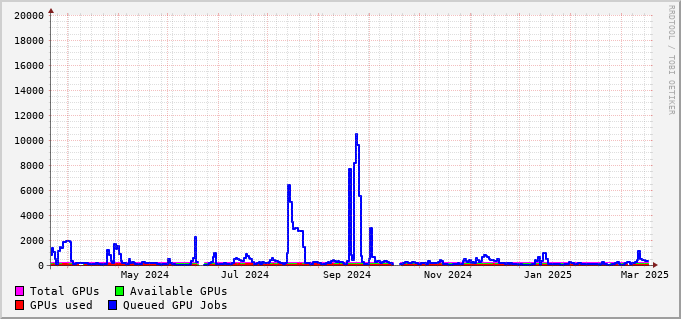 20000
18000
16000
14000
12000
10000
8000
6000
4000
2000
0
May 2024 Jul 2024 Sep 2024 Nov 2024 Jan 2025 Mar 2025
Total GPUs Available GPUs
GPUs used Queued GPU Jobs
RRDTOOL / TOBI OETIKER